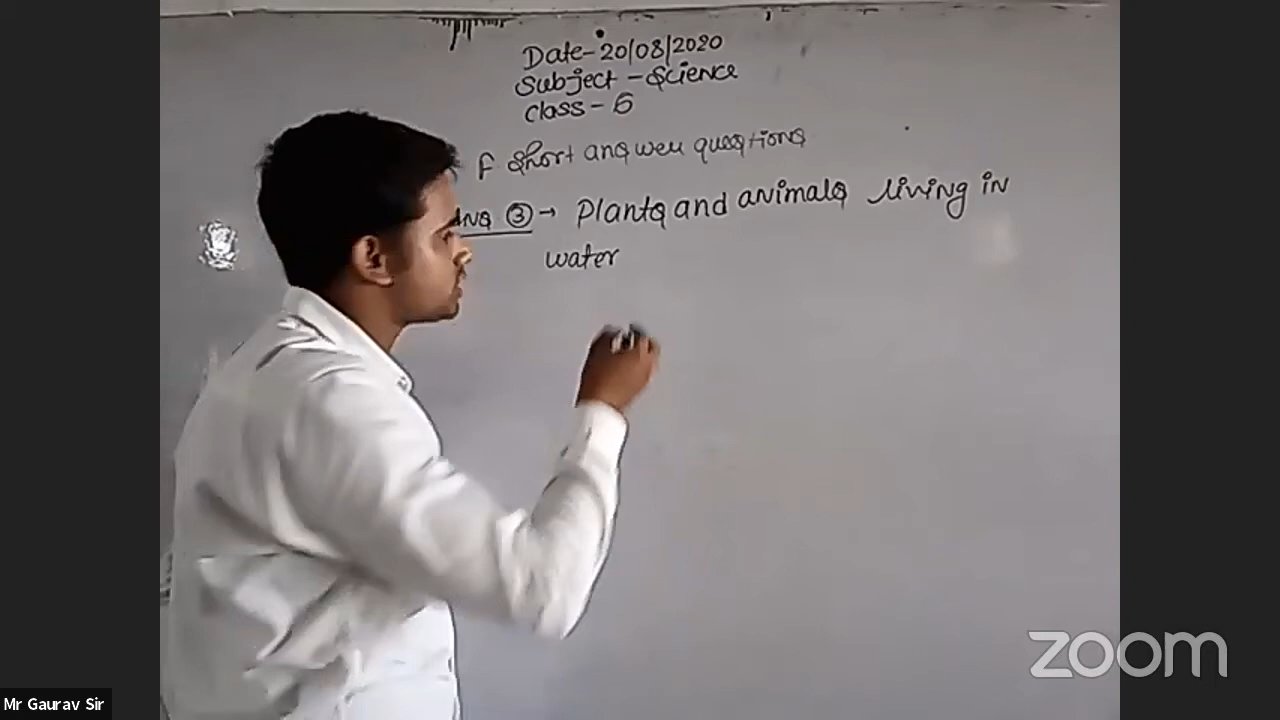 Date-20/08/2020
Subject - Science
Class - 6
F Short answer questions
Ans ③→ Plants and animals living in
water
zoom
Mr Gaurav Sir